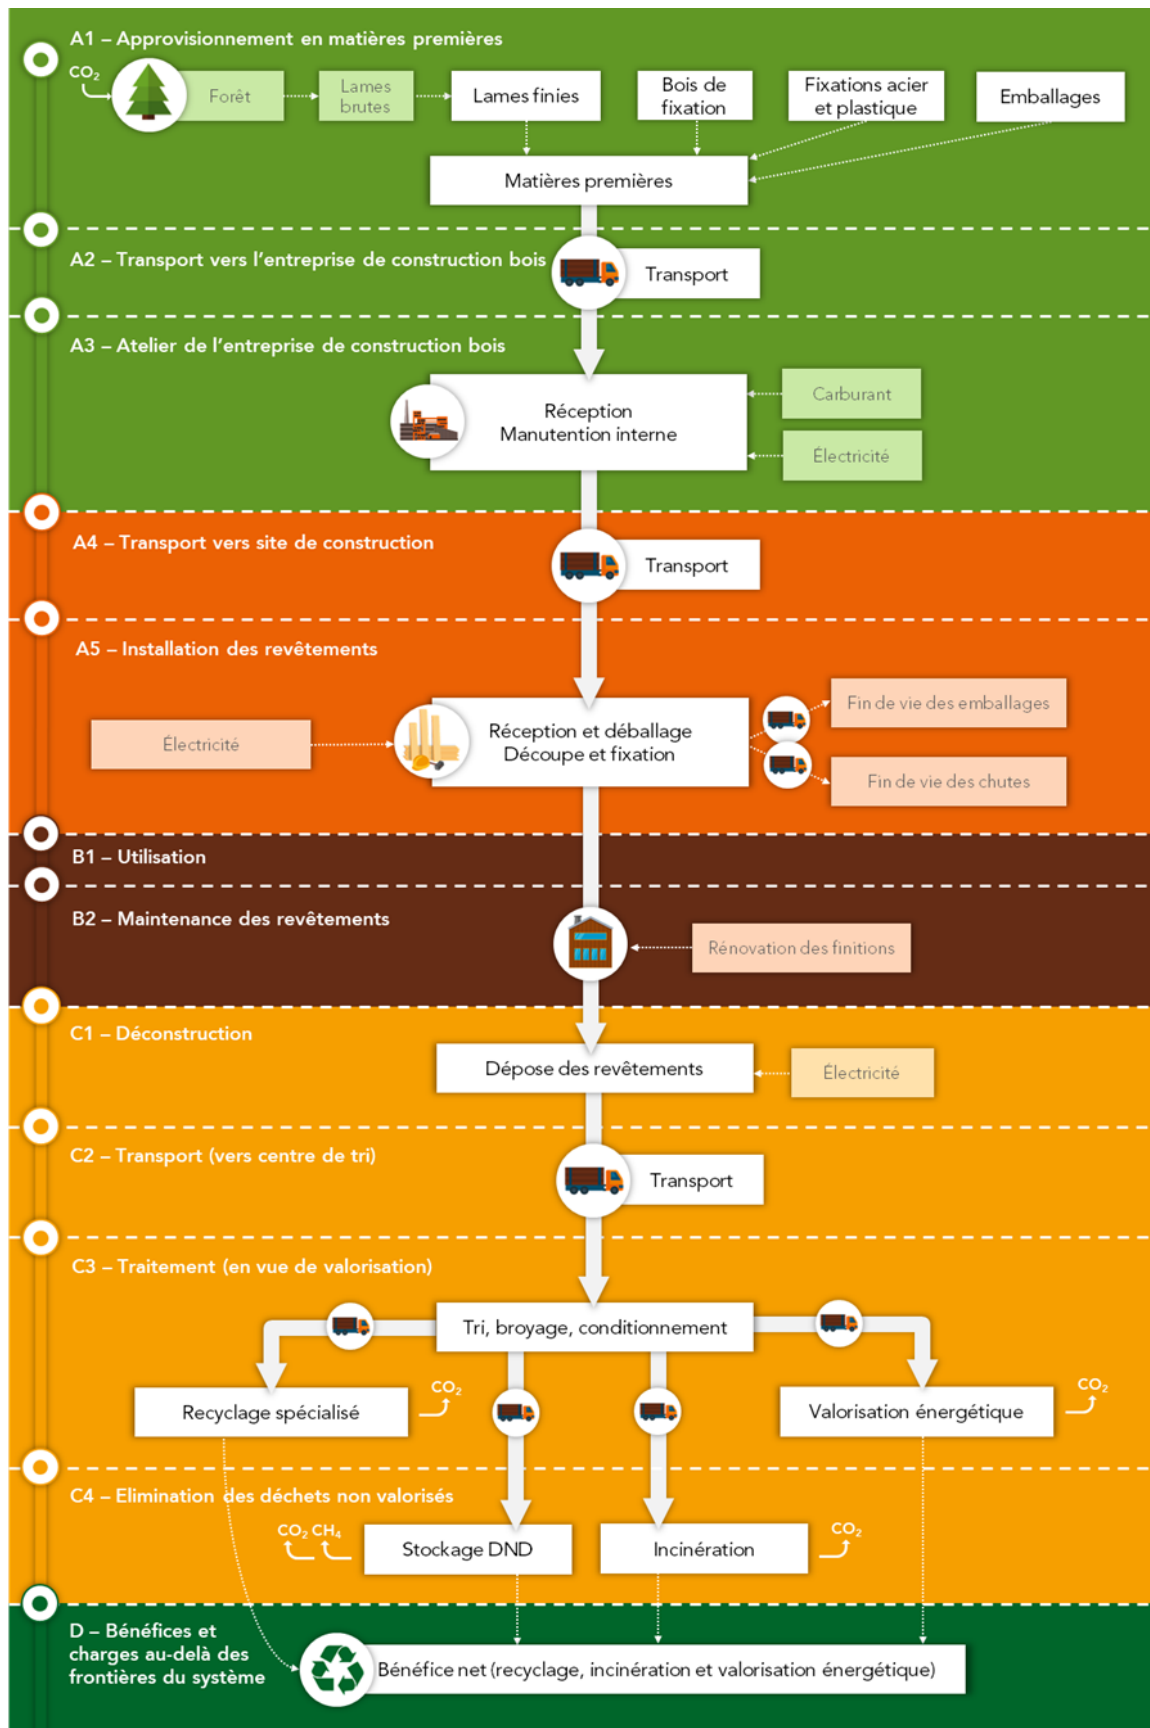 A1 – Approvisionnement en matières premières
CO₂
Forêt
Lames
brutes
Lames finies
Bois de
fixation
Fixations acier
et plastique
Emballages
Matières premières
A2 – Transport vers l'entreprise de construction bois
Transport
A3 – Atelier de l'entreprise de construction bois
Réception
Manutention interne
Carburant
Électricité
A4 – Transport vers site de construction
Transport
A5 – Installation des revêtements
Électricité
Réception et déballage
Découpe et fixation
Fin de vie des emballages
Fin de vie des chutes
B1 – Utilisation
B2 – Maintenance des revêtements
Rénovation des finitions
C1 – Déconstruction
Dépose des revêtements
Électricité
C2 – Transport (vers centre de tri)
Transport
C3 – Traitement (en vue de valorisation)
Tri, broyage, conditionnement
Recyclage spécialisé
CO₂
Valorisation énergétique
CO₂
C4 – Elimination des déchets non valorisés
CO₂ CH₄
Stockage DND
Incinération
CO₂
D – Bénéfices et
charges au-delà des
frontières du système
Bénéfice net (recyclage, incinération et valorisation énergétique)